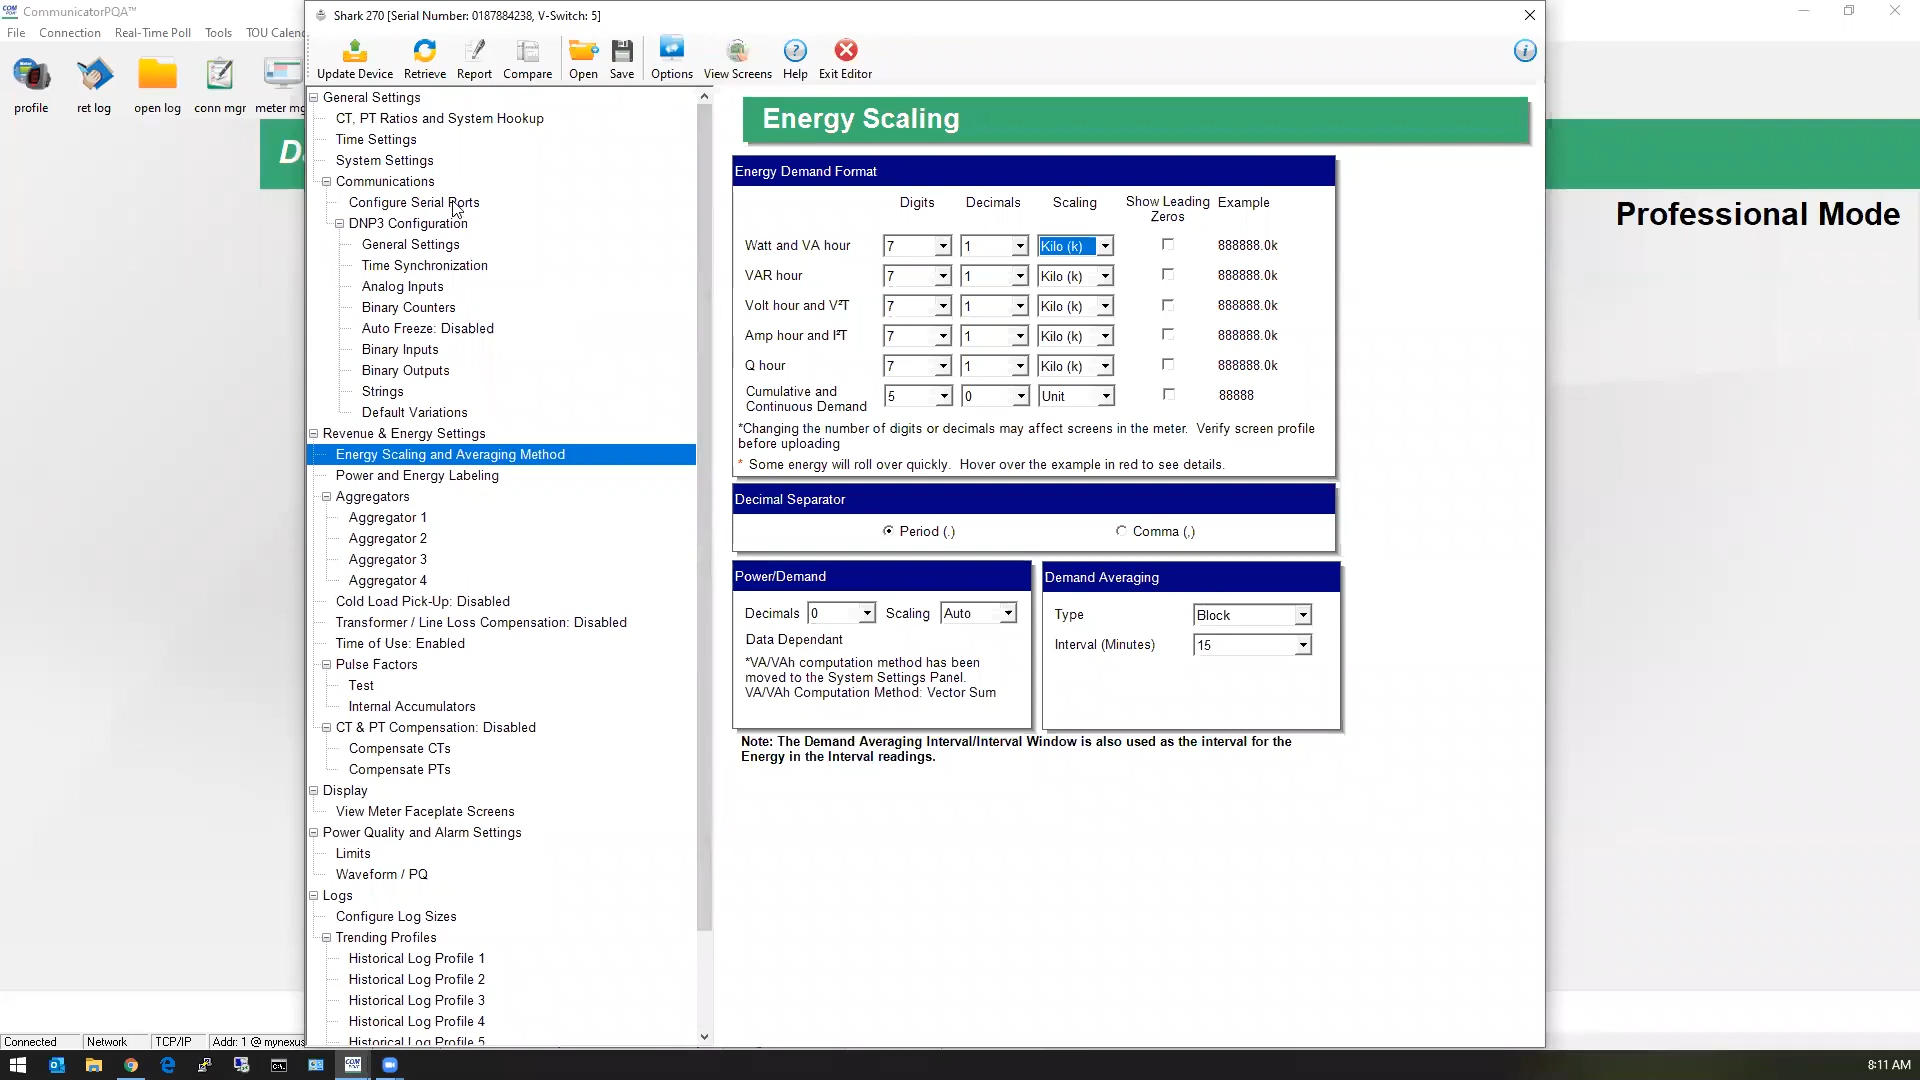 CommunicatorPQA™
File Connection Real-Time Poll Tools TOU Calend
profile ret log open log conn mgr meter mg
Professional Mode
Shark 270 [Serial Number: 0187884238, V-Switch: 5]
Update Device Retrieve Report Compare Open Save Options View Screens Help Exit Editor
General Settings
CT, PT Ratios and System Hookup
Time Settings
System Settings
Communications
Configure Serial Ports
DNP3 Configuration
General Settings
Time Synchronization
Analog Inputs
Binary Counters
Auto Freeze: Disabled
Binary Inputs
Binary Outputs
Strings
Default Variations
Revenue & Energy Settings
Energy Scaling and Averaging Method
Power and Energy Labeling
Aggregators
Aggregator 1
Aggregator 2
Aggregator 3
Aggregator 4
Cold Load Pick-Up: Disabled
Transformer / Line Loss Compensation: Disabled
Time of Use: Enabled
Pulse Factors
Test
Internal Accumulators
CT & PT Compensation: Disabled
Compensate CTs
Compensate PTs
Display
View Meter Faceplate Screens
Power Quality and Alarm Settings
Limits
Waveform / PQ
Logs
Configure Log Sizes
Trending Profiles
Historical Log Profile 1
Historical Log Profile 2
Historical Log Profile 3
Historical Log Profile 4
Historical Log Profile 5
Energy Scaling
Energy Demand Format
Digits Decimals Scaling Show Leading Zeros Example
Watt and VA hour 7 1 Kilo (k) 888888.0k
VAR hour 7 1 Kilo (k) 888888.0k
Volt hour and V²T 7 1 Kilo (k) 888888.0k
Amp hour and I²T 7 1 Kilo (k) 888888.0k
Q hour 7 1 Kilo (k) 888888.0k
Cumulative and Continuous Demand 5 0 Unit 88888
*Changing the number of digits or decimals may affect screens in the meter. Verify screen profile
before uploading
* Some energy will roll over quickly. Hover over the example in red to see details.
Decimal Separator
Period (.) Comma (,)
Power/Demand
Decimals 0 Scaling Auto
Data Dependant
*VA/VAh computation method has been
moved to the System Settings Panel.
VA/VAh Computation Method: Vector Sum
Demand Averaging
Type Block
Interval (Minutes) 15
Note: The Demand Averaging Interval/Interval Window is also used as the interval for the
Energy in the Interval readings.
Connected Network TCP/IP Addr: 1 @ mynexus
8:11 AM